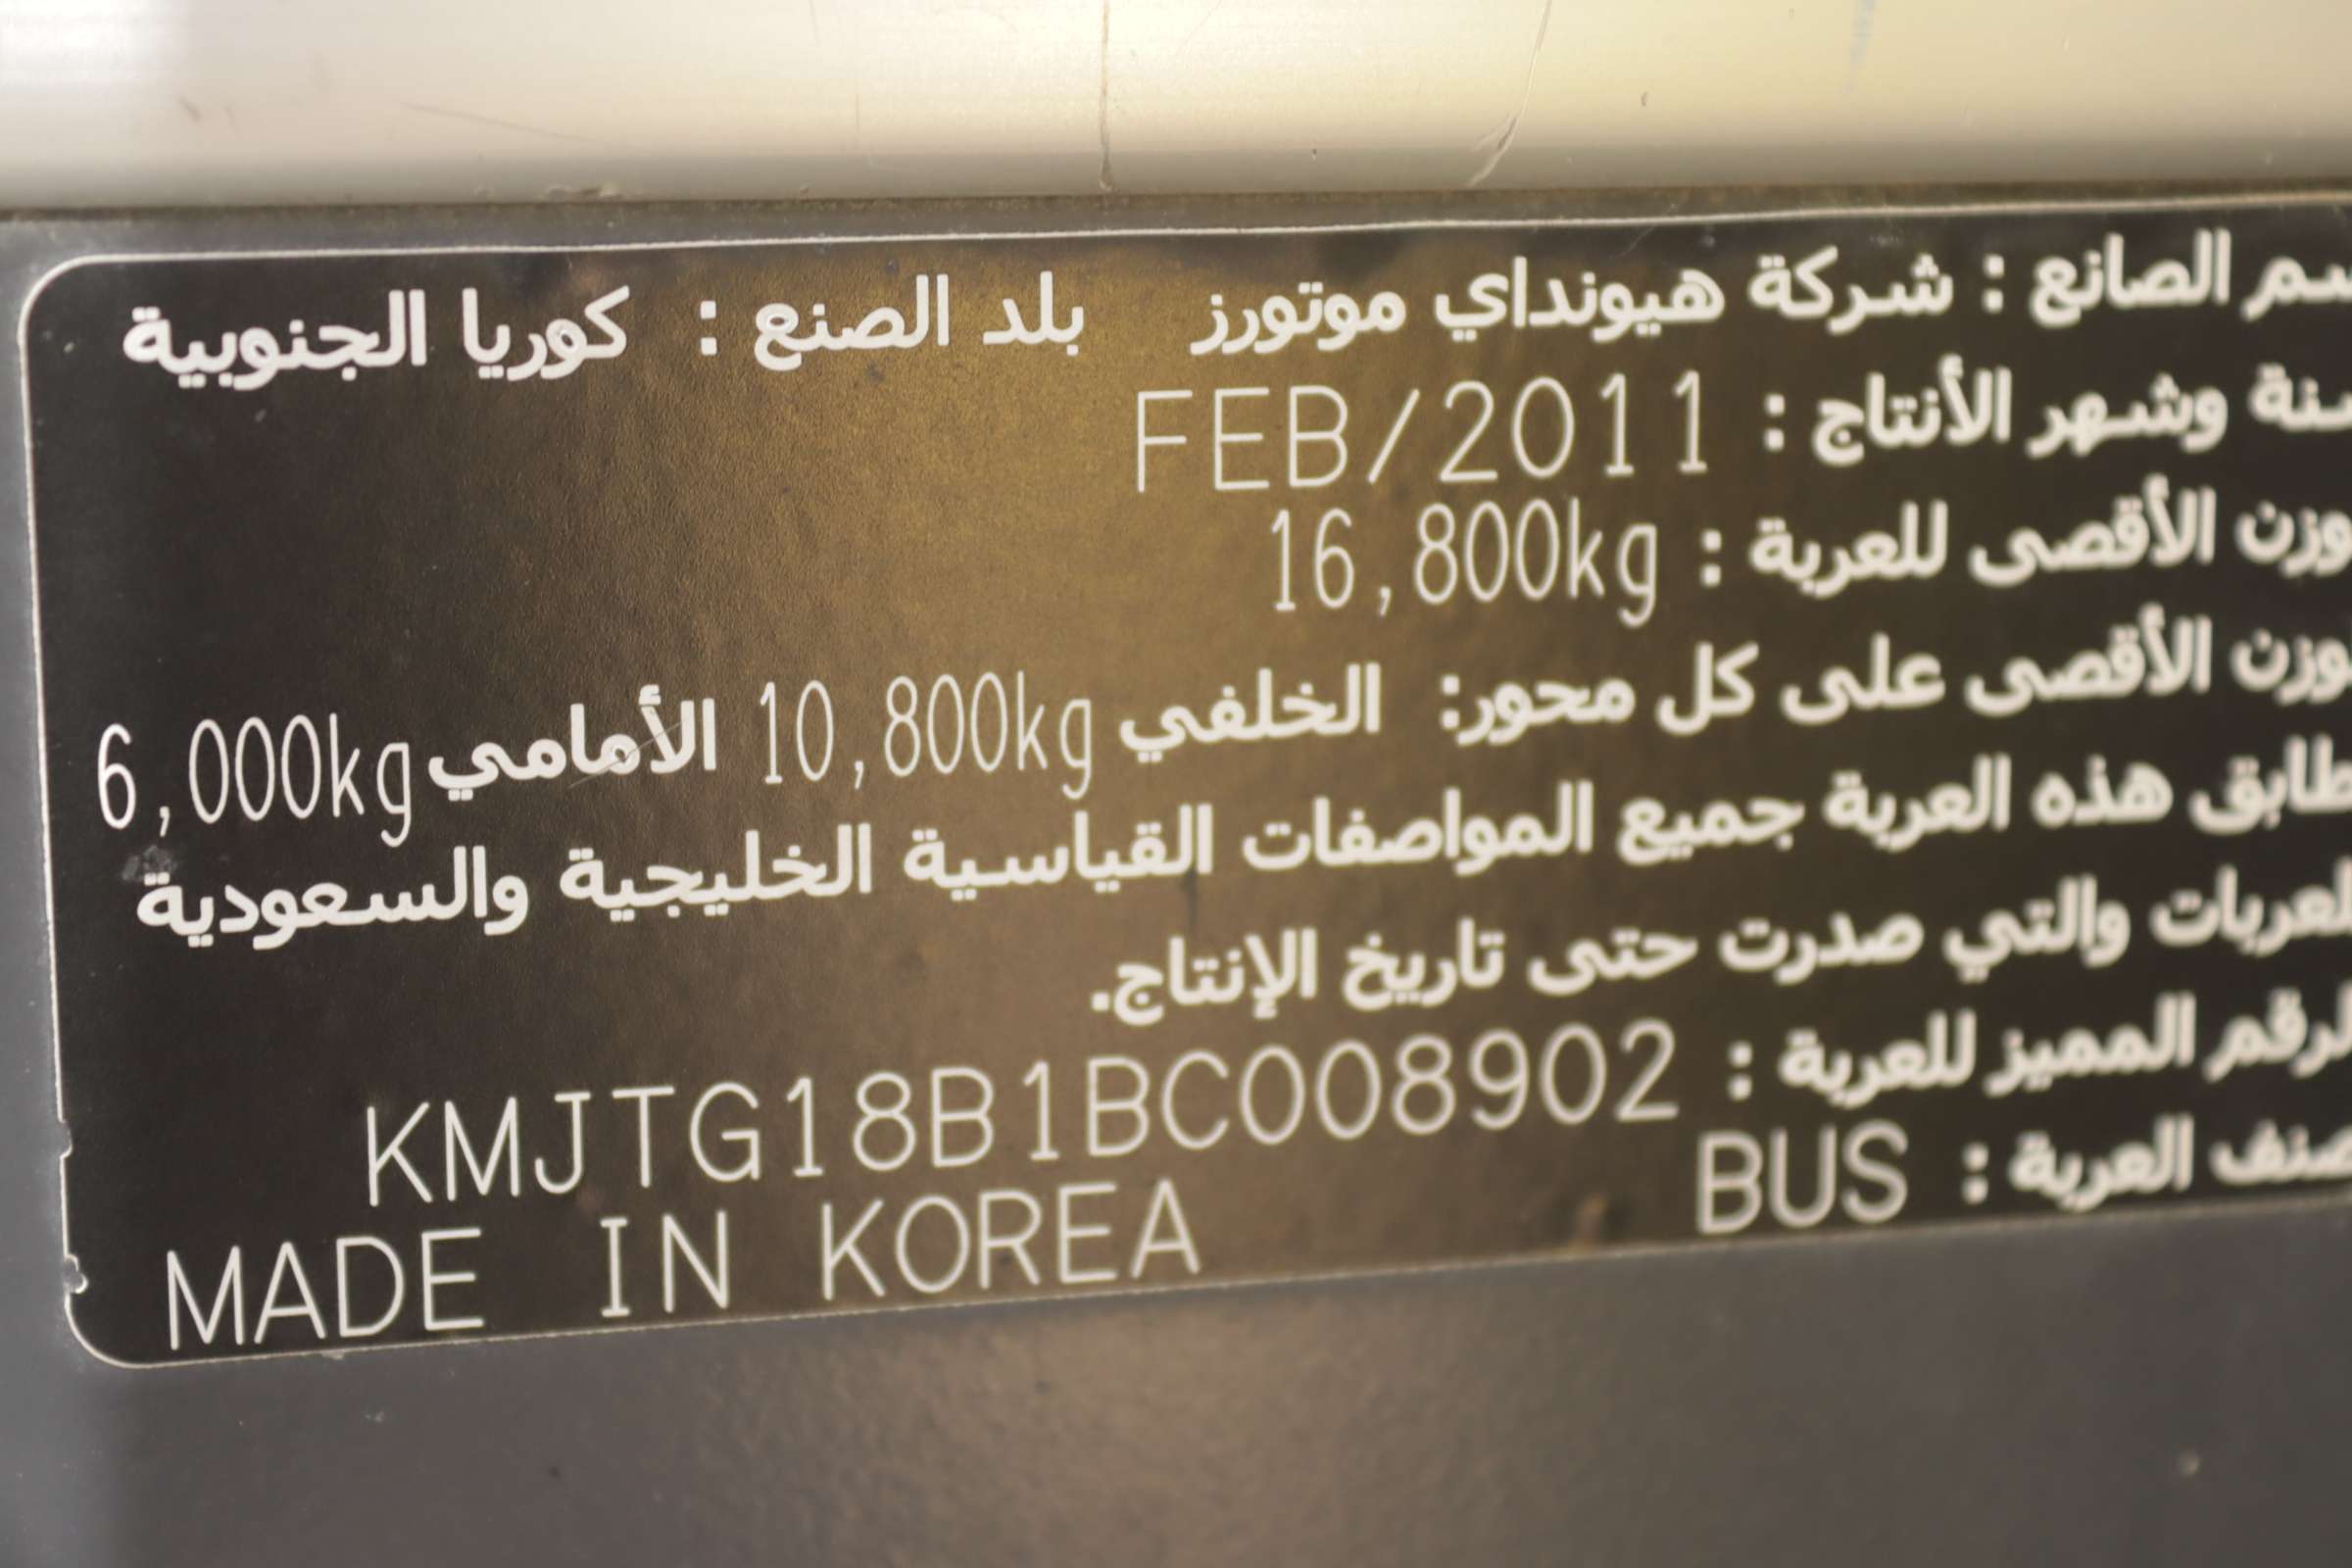 سم الصانع : شركة هيونداي موتورز بلد الصنع : كوريا الجنوبية
سنة وشهر الأنتاج : FEB/2011
وزن الأقصى للعربة : 16,800kg
وزن الأقصى على كل محور: الخلفي 10,800kg الأمامي 6,000kg
طابق هذه العربة جميع المواصفات القياسية الخليجية والسعودية
لعربات والتي صدرت حتى تاريخ الإنتاج.
لرقم المميز للعربة : KMJTG18B1BC008902
صنف العربة : BUS MADE IN KOREA